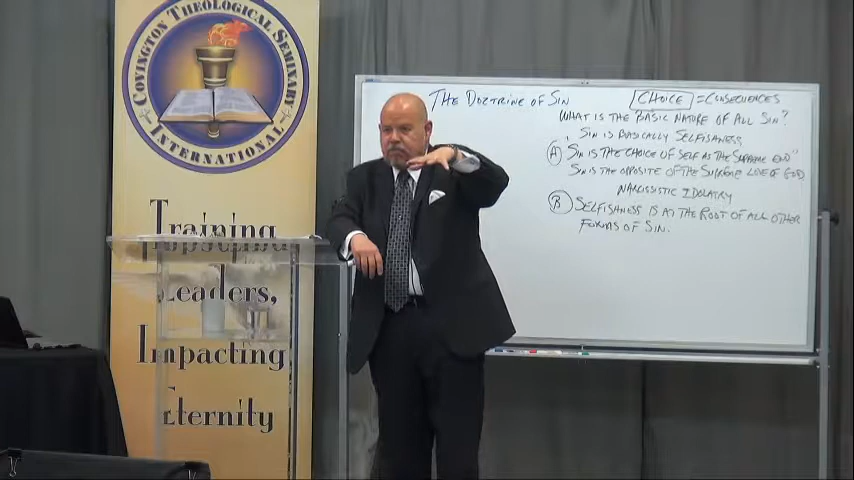 COVINGTON THEOLOGICAL SEMINARY
INTERNATIONAL
Training
Leaders,
Impacting
Eternity
THE DOCTRINE OF SIN
CHOICE = CONSEQUENCES
WHAT IS THE BASIC NATURE OF ALL SIN?
SIN IS BASICALLY SELFISHNESS,
A) SIN IS THE CHOICE OF SELF AS THE SUPREME END"
SIN IS THE OPPOSITE OF THE SUPREME LOVE OF GOD,
NARCISSISTIC IDOLATRY
B) SELFISHNESS IS AT THE ROOT OF ALL OTHER
FORMS OF SIN.